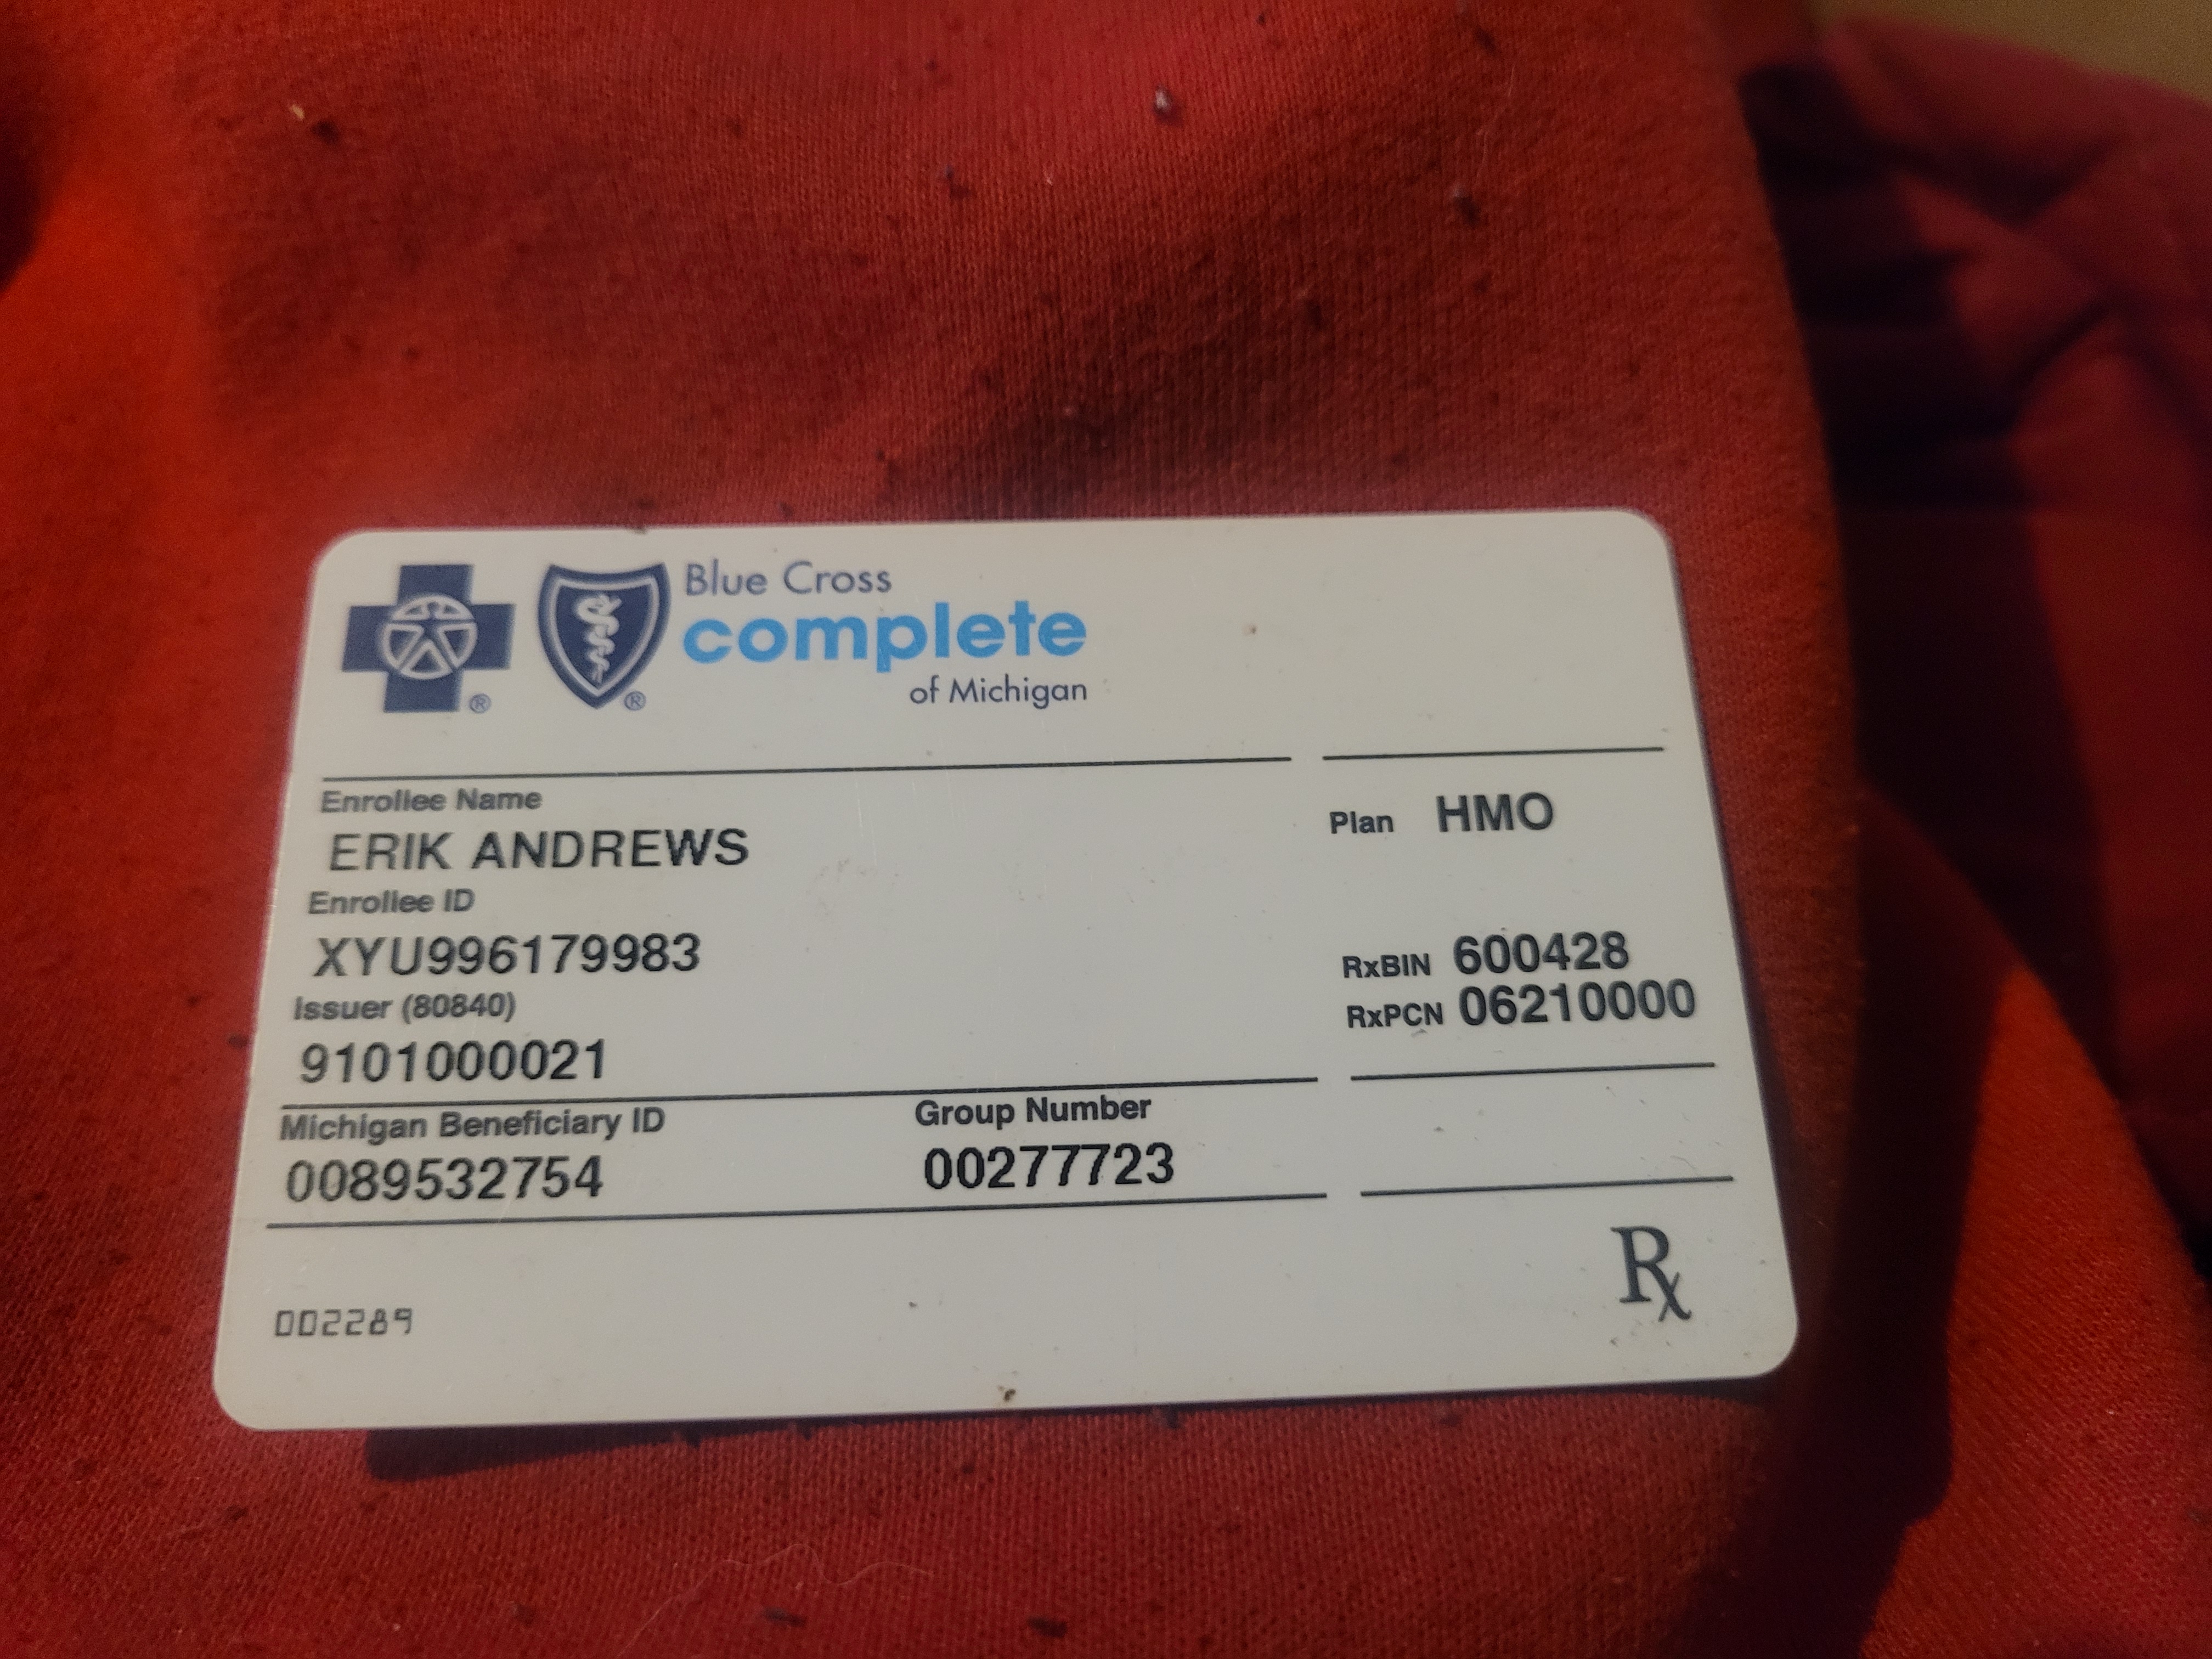 Blue Cross
complete
of Michigan
Enrollee Name
ERIK ANDREWS
Enrollee ID
XYU996179983
Issuer (80840)
9101000021
Plan HMO
RxBIN 600428
RxPCN 06210000
Michigan Beneficiary ID
0089532754
Group Number
00277723
002289
Rx